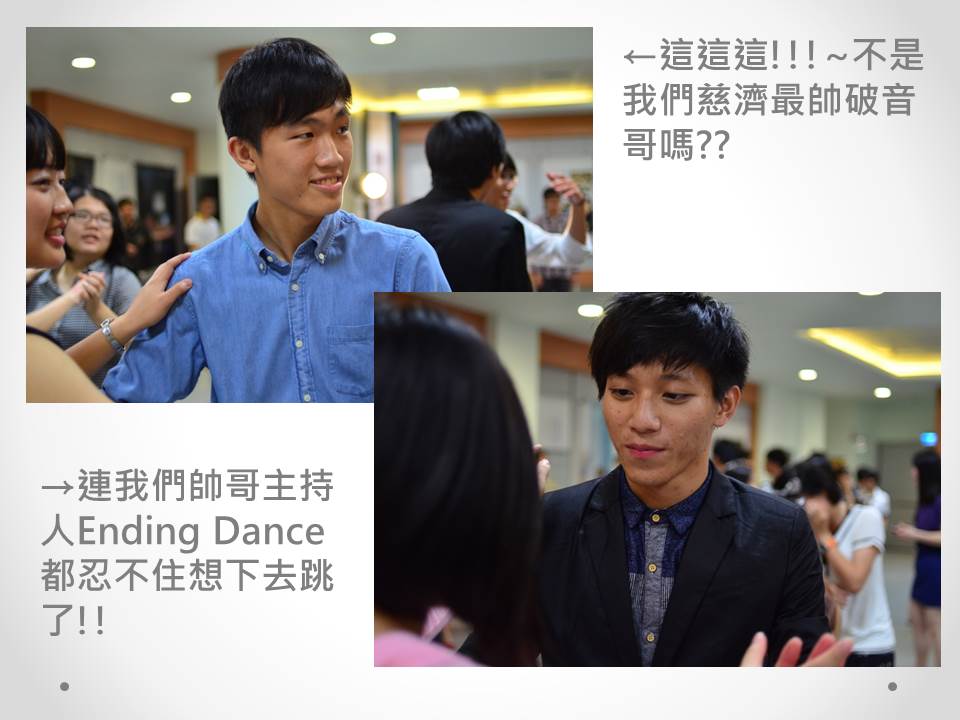 ←這這這!!!~不是
我們慈濟最帥破音
哥嗎??
→連我們帥哥主持
人Ending Dance
都忍不住想下去跳
了!!